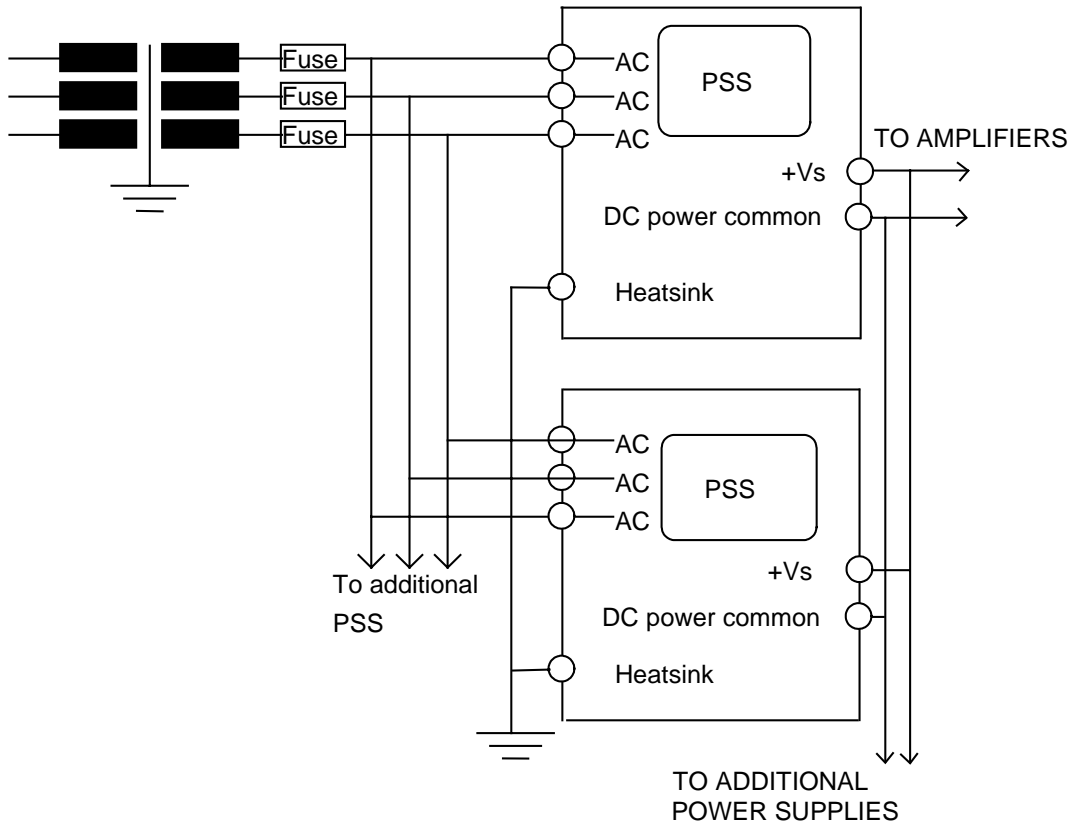 Fuse
Fuse
Fuse
AC
AC
AC
PSS
TO AMPLIFIERS
+Vs
DC power common
Heatsink
AC
AC
AC
PSS
To additional
PSS
+Vs
DC power common
Heatsink
TO ADDITIONAL
POWER SUPPLIES